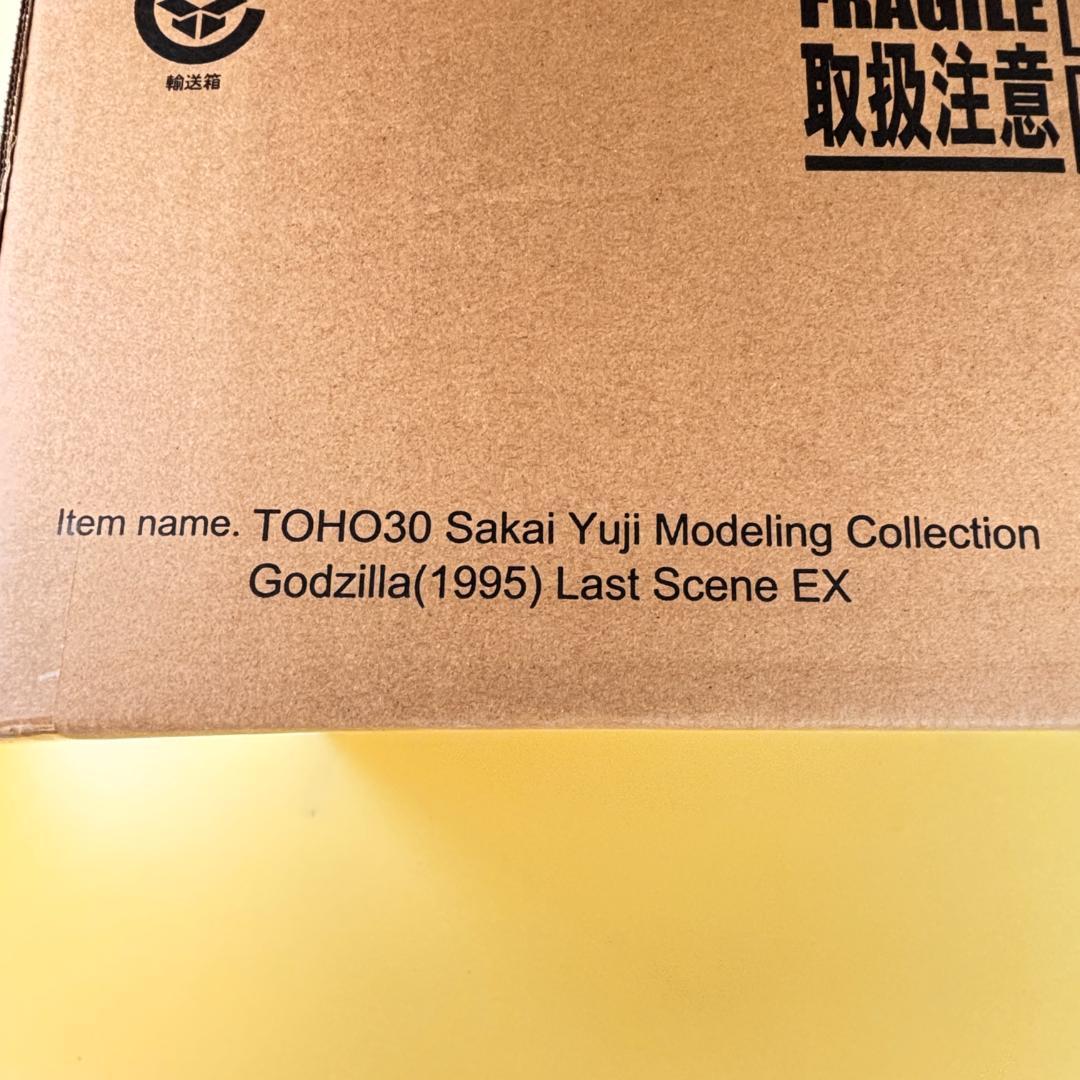 輸送箱
FRAGILE
取扱注意
Item name. TOHO30 Sakai Yuji Modeling Collection
Godzilla(1995) Last Scene EX